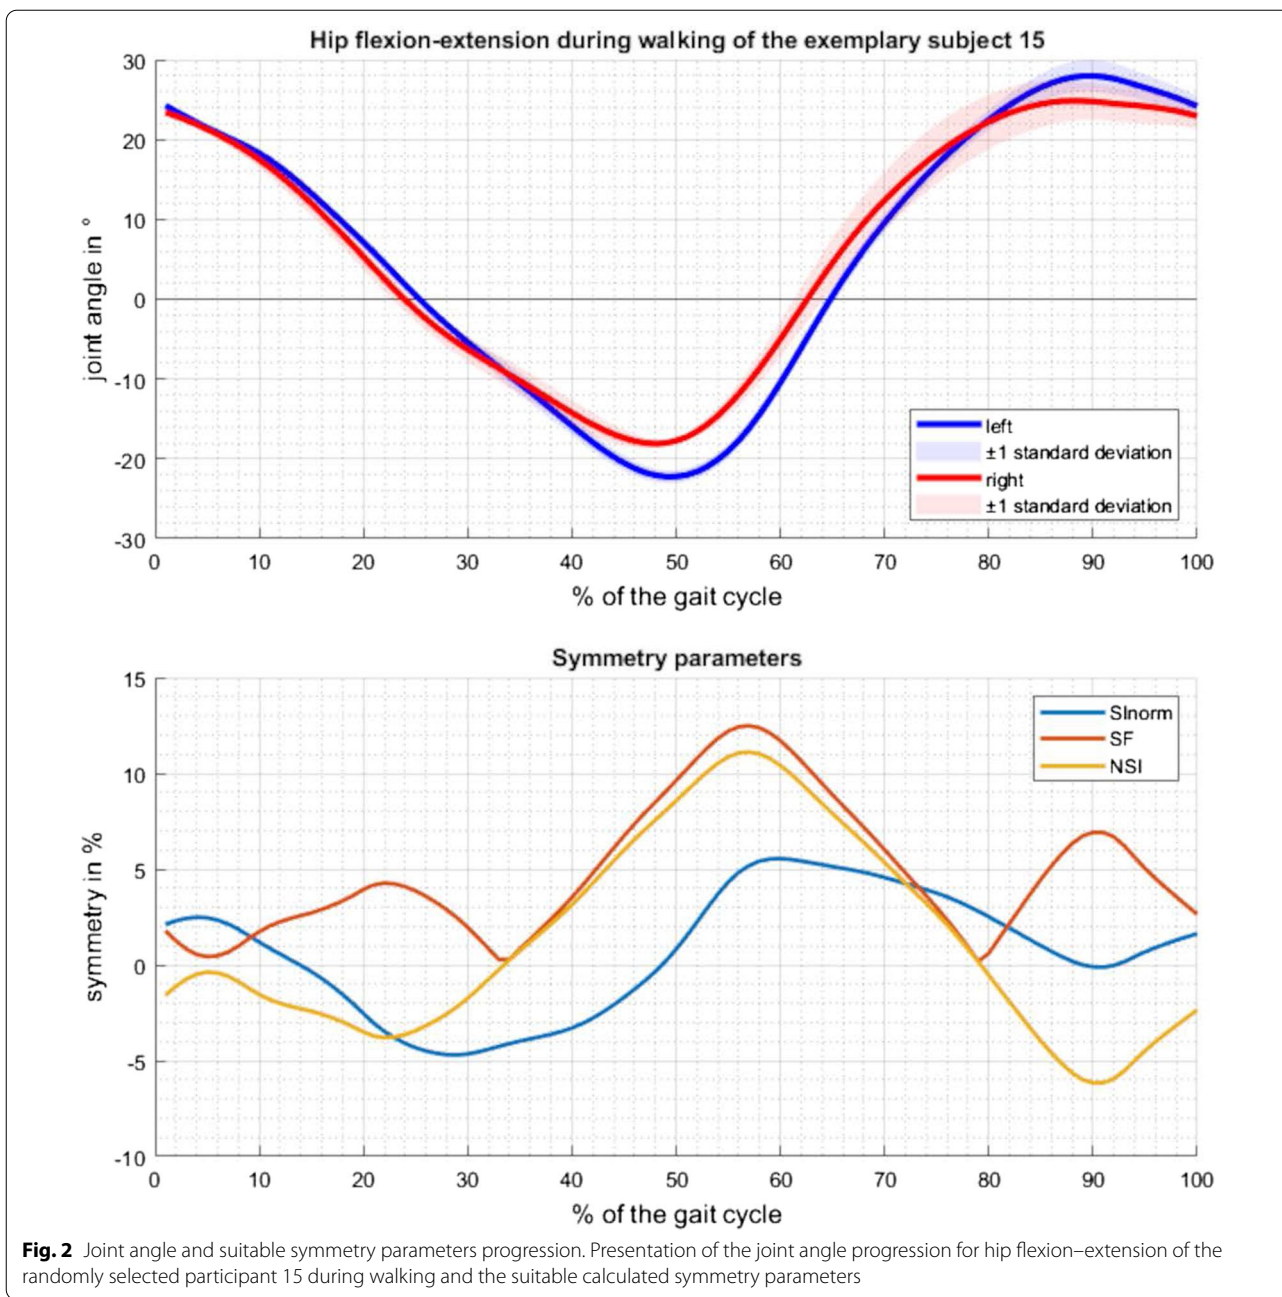 Hip flexion-extension during walking of the exemplary subject 15
30
20
10
0
-10
-20
-30
joint angle in °
left
±1 standard deviation
right
±1 standard deviation
0 10 20 30 40 50 60 70 80 90 100
% of the gait cycle
Symmetry parameters
15
10
5
0
-5
-10
symmetry in %
SInorm
SF
NSI
0 10 20 30 40 50 60 70 80 90 100
% of the gait cycle
Fig. 2 Joint angle and suitable symmetry parameters progression. Presentation of the joint angle progression for hip flexion–extension of the
randomly selected participant 15 during walking and the suitable calculated symmetry parameters